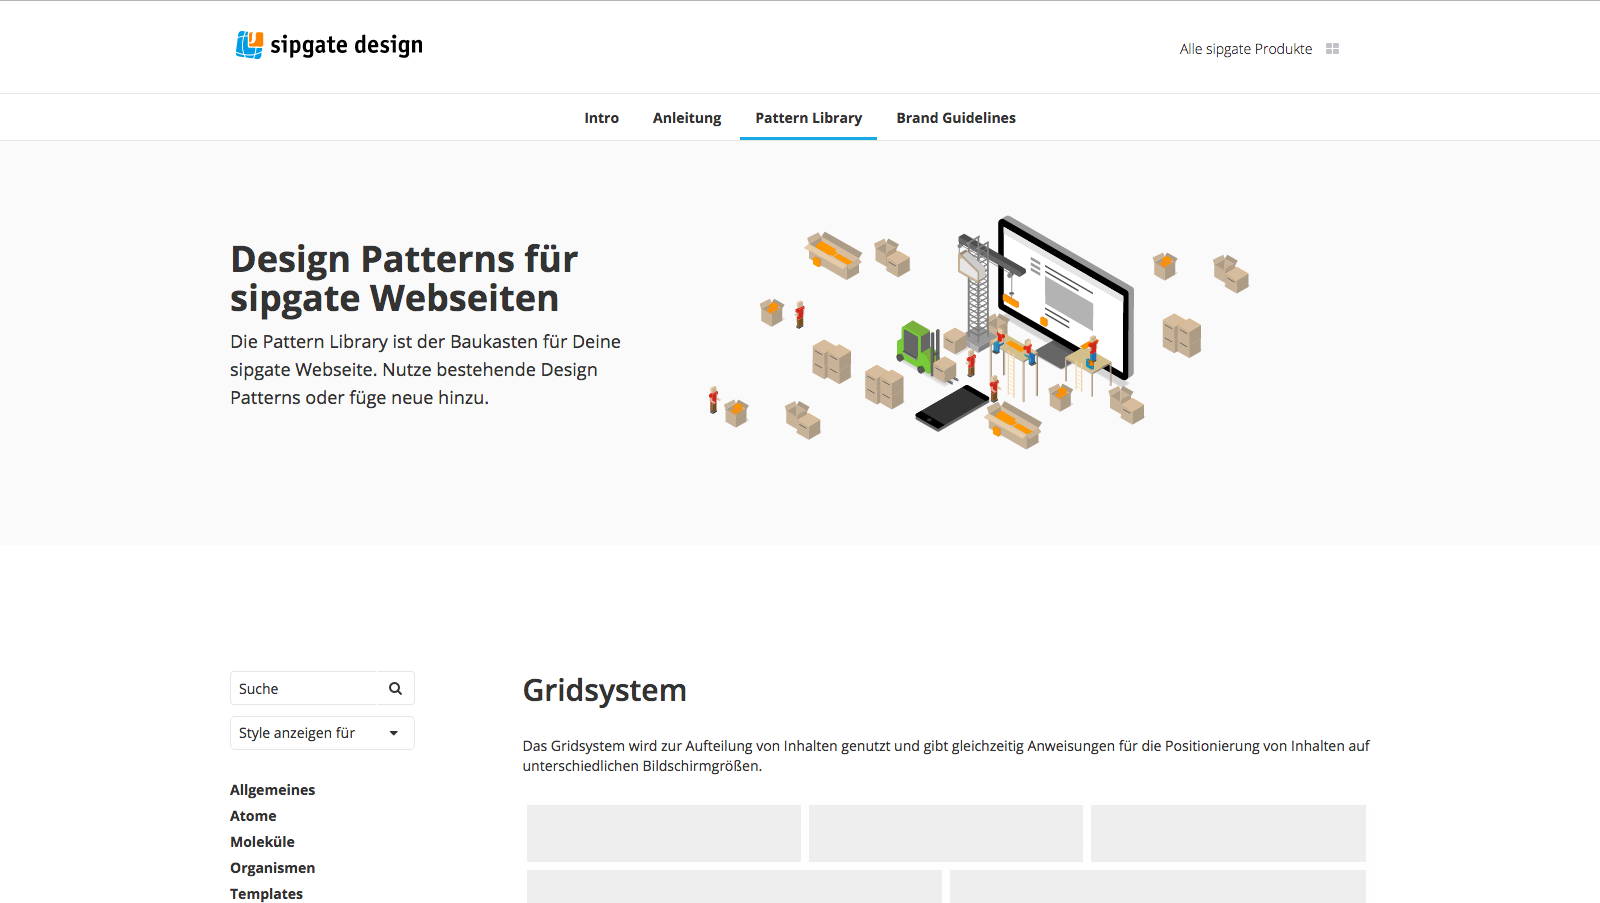 sipgate design
Alle sipgate Produkte
Intro
Anleitung
Pattern Library
Brand Guidelines
Design Patterns für
sipgate Webseiten
Die Pattern Library ist der Baukasten für Deine
sipgate Webseite. Nutze bestehende Design
Patterns oder füge neue hinzu.
Suche
Style anzeigen für
Allgemeines
Atome
Moleküle
Organismen
Templates
Gridsystem
Das Gridsystem wird zur Aufteilung von Inhalten genutzt und gibt gleichzeitig Anweisungen für die Positionierung von Inhalten auf
unterschiedlichen Bildschirmgrößen.